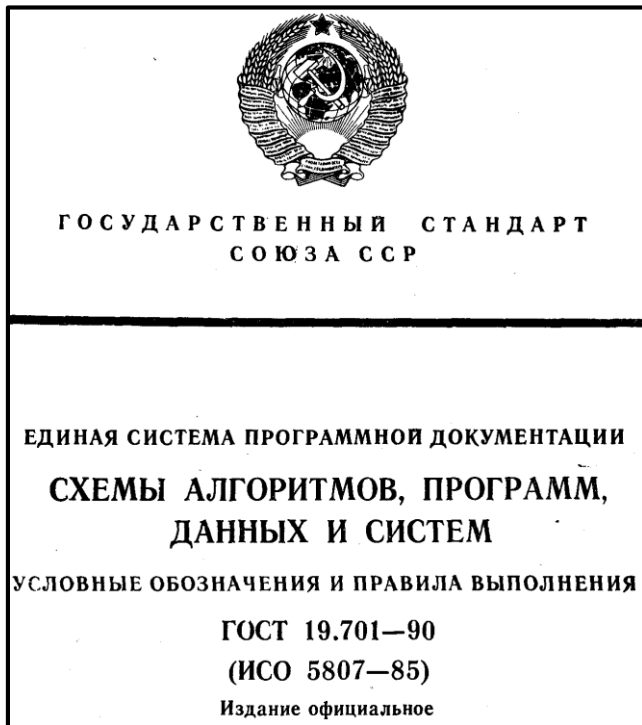 ГОСУДАРСТВЕННЫЙ СТАНДАРТ
СОЮЗА ССР
ЕДИНАЯ СИСТЕМА ПРОГРАММНОЙ ДОКУМЕНТАЦИИ
СХЕМЫ АЛГОРИТМОВ, ПРОГРАММ,
ДАННЫХ И СИСТЕМ
УСЛОВНЫЕ ОБОЗНАЧЕНИЯ И ПРАВИЛА ВЫПОЛНЕНИЯ
ГОСТ 19.701—90
(ИСО 5807—85)
Издание официальное